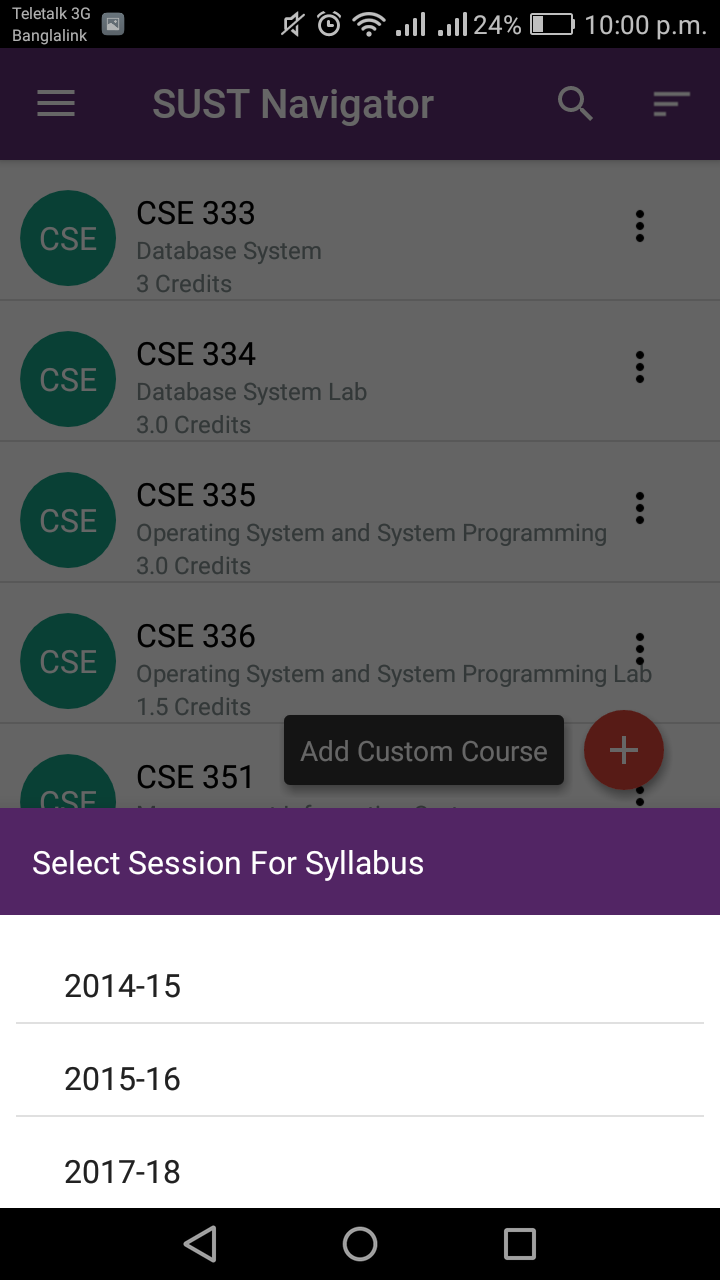 Teletalk 3G
Banglalink
24% 10:00 p.m.
SUST Navigator
CSE
CSE 333
Database System
3 Credits
CSE
CSE 334
Database System Lab
3.0 Credits
CSE
CSE 335
Operating System and System Programming
3.0 Credits
CSE
CSE 336
Operating System and System Programming Lab
1.5 Credits
Add Custom Course
CSE
CSE 351
Select Session For Syllabus
2014-15
2015-16
2017-18